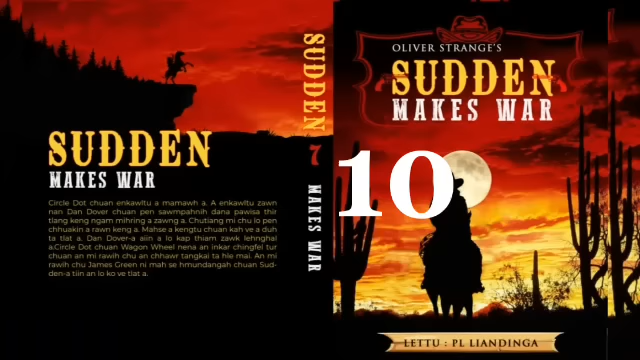 SUDDEN
MAKES WAR
Circle Dot chuan enkawltu a mamawh a. A enkawltu zawn
nan Dan Dover chuan pen sawmpahnih dana pawisa thir
tlang keng ngam mihring a zawng a. Chutiang mi chu lo pen
chhuakin a rawn keng a. Mahse a kengtu chuan kah ve a duh
ta tlat a. Dan Dover-a aiin a lo kap thiam zawk lehnghal
a.Circle Dot chuan Wagon Wheel nena an inkar chingfel tur
chuan an mi rawih chu an chhawr tangkai ta hle mai. An mi
rawih chu James Green ni mah se hmundangah chuan Sud-
den-a tiin an lo ko ve tlat a.
SUDDEN 7 MAKES WAR
OLIVER STRANGE'S
SUDDEN
MAKES WAR
10
LETTU : PL LIANDINGA